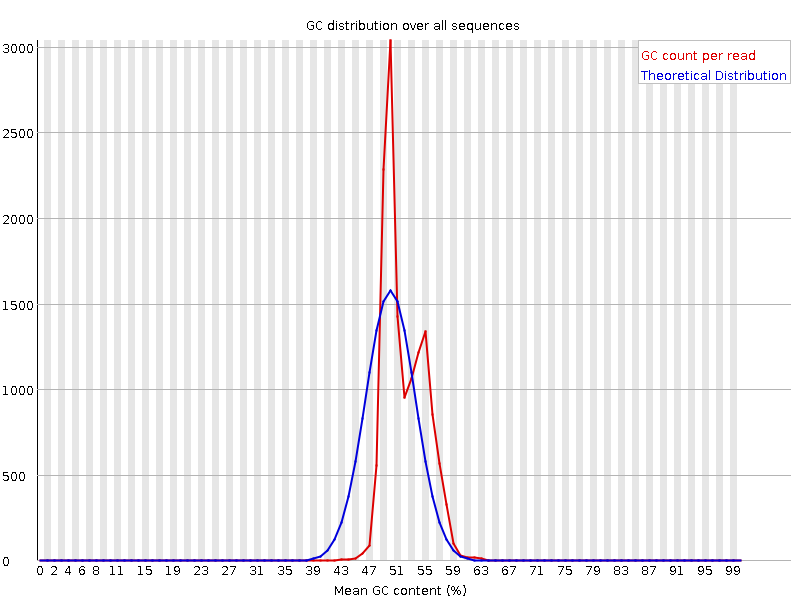 GC distribution over all sequences
GC count per read
Theoretical Distribution
3000
2500
2000
1500
1000
500
0
0 2 4 6 8 11 15 19 23 27 31 35 39 43 47 51 55 59 63 67 71 75 79 83 87 91 95 99
Mean GC content (%)